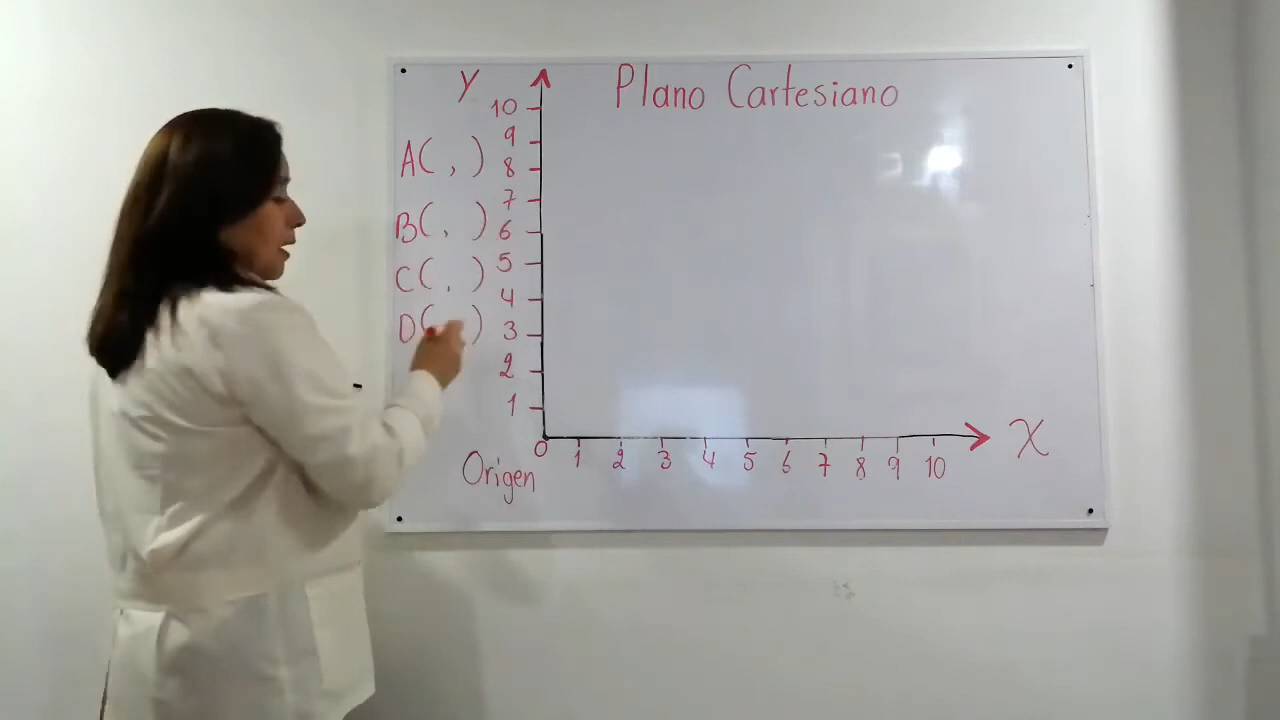 Plano Cartesiano
Y
10
9
A( , )
8
7
B( , )
6
5
C( , )
4
D( , )
3
2
1
0 1 2 3 4 5 6 7 8 9 10
X
Origen